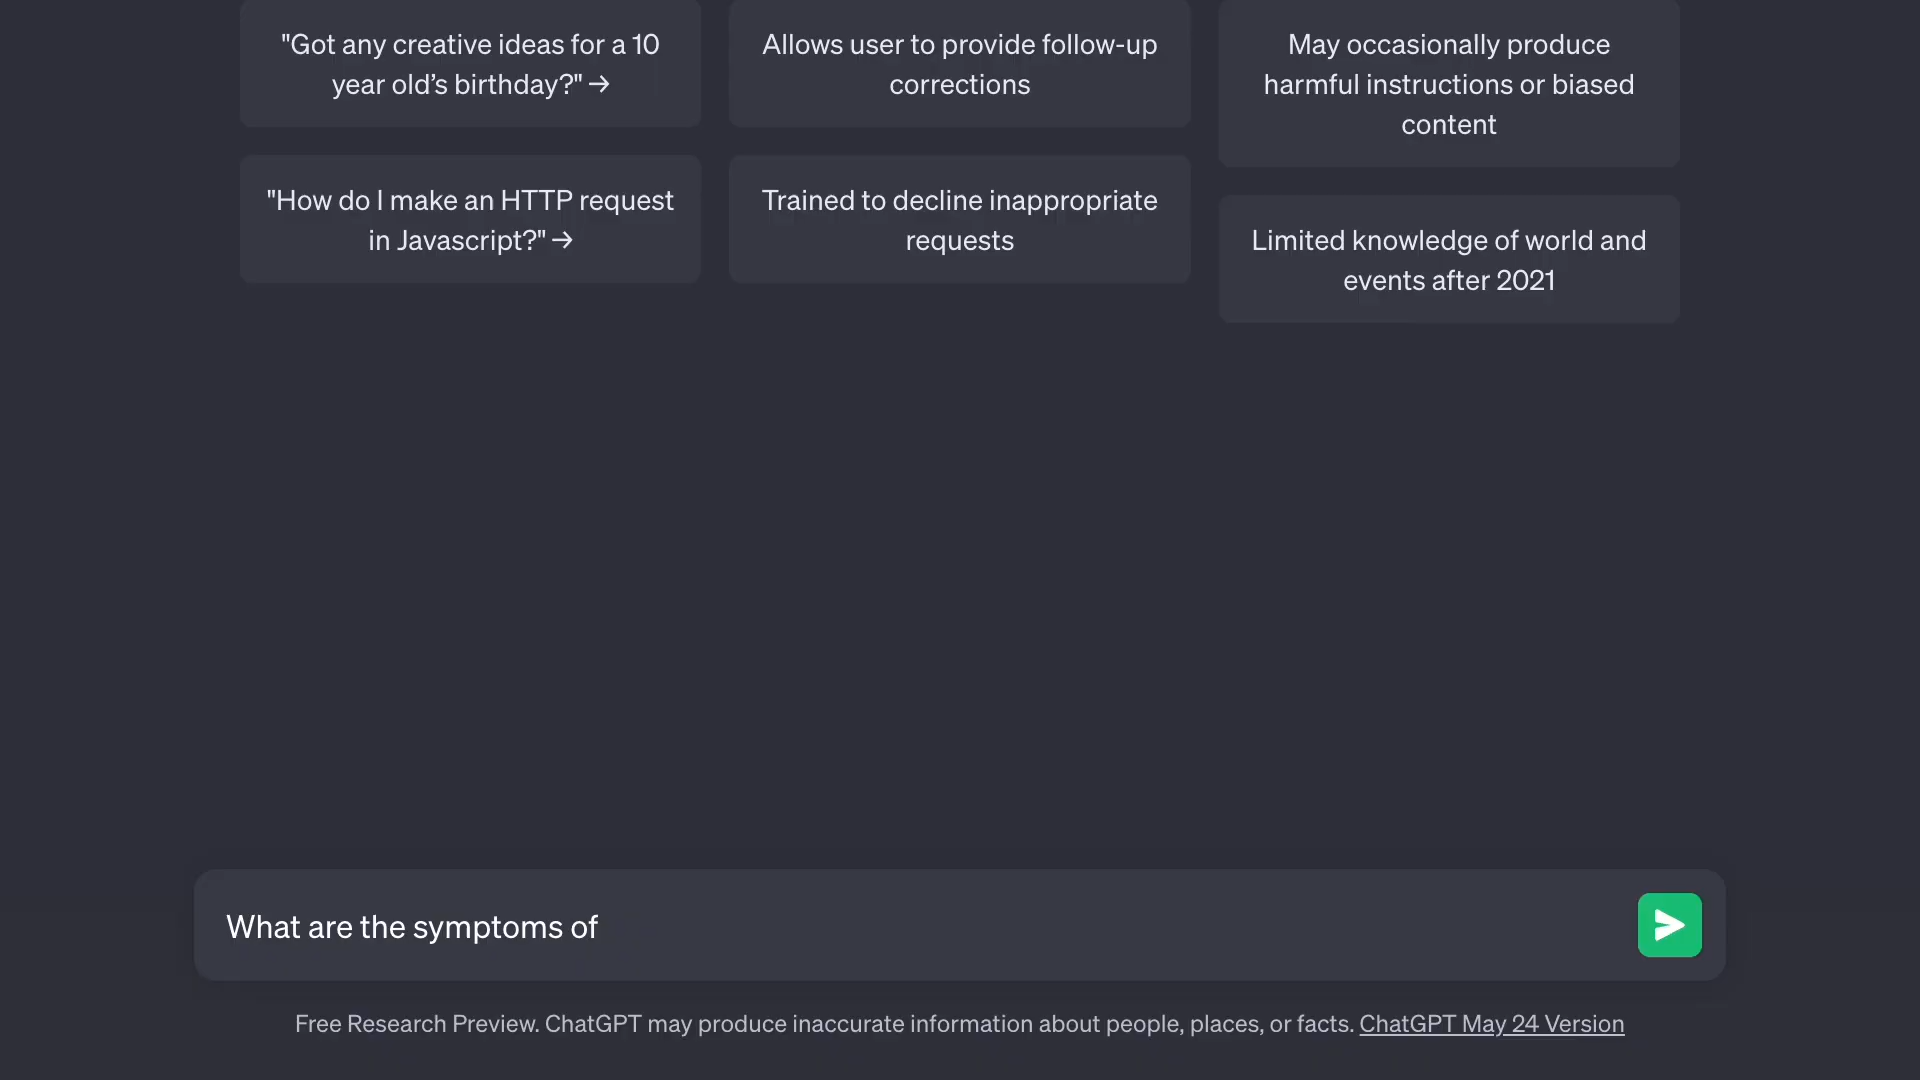 "Got any creative ideas for a 10
year old’s birthday?" →
"How do I make an HTTP request
in Javascript?" →
Allows user to provide follow-up
corrections
Trained to decline inappropriate
requests
May occasionally produce
harmful instructions or biased
content
Limited knowledge of world and
events after 2021
What are the symptoms of
Free Research Preview. ChatGPT may produce inaccurate information about people, places, or facts. ChatGPT May 24 Version